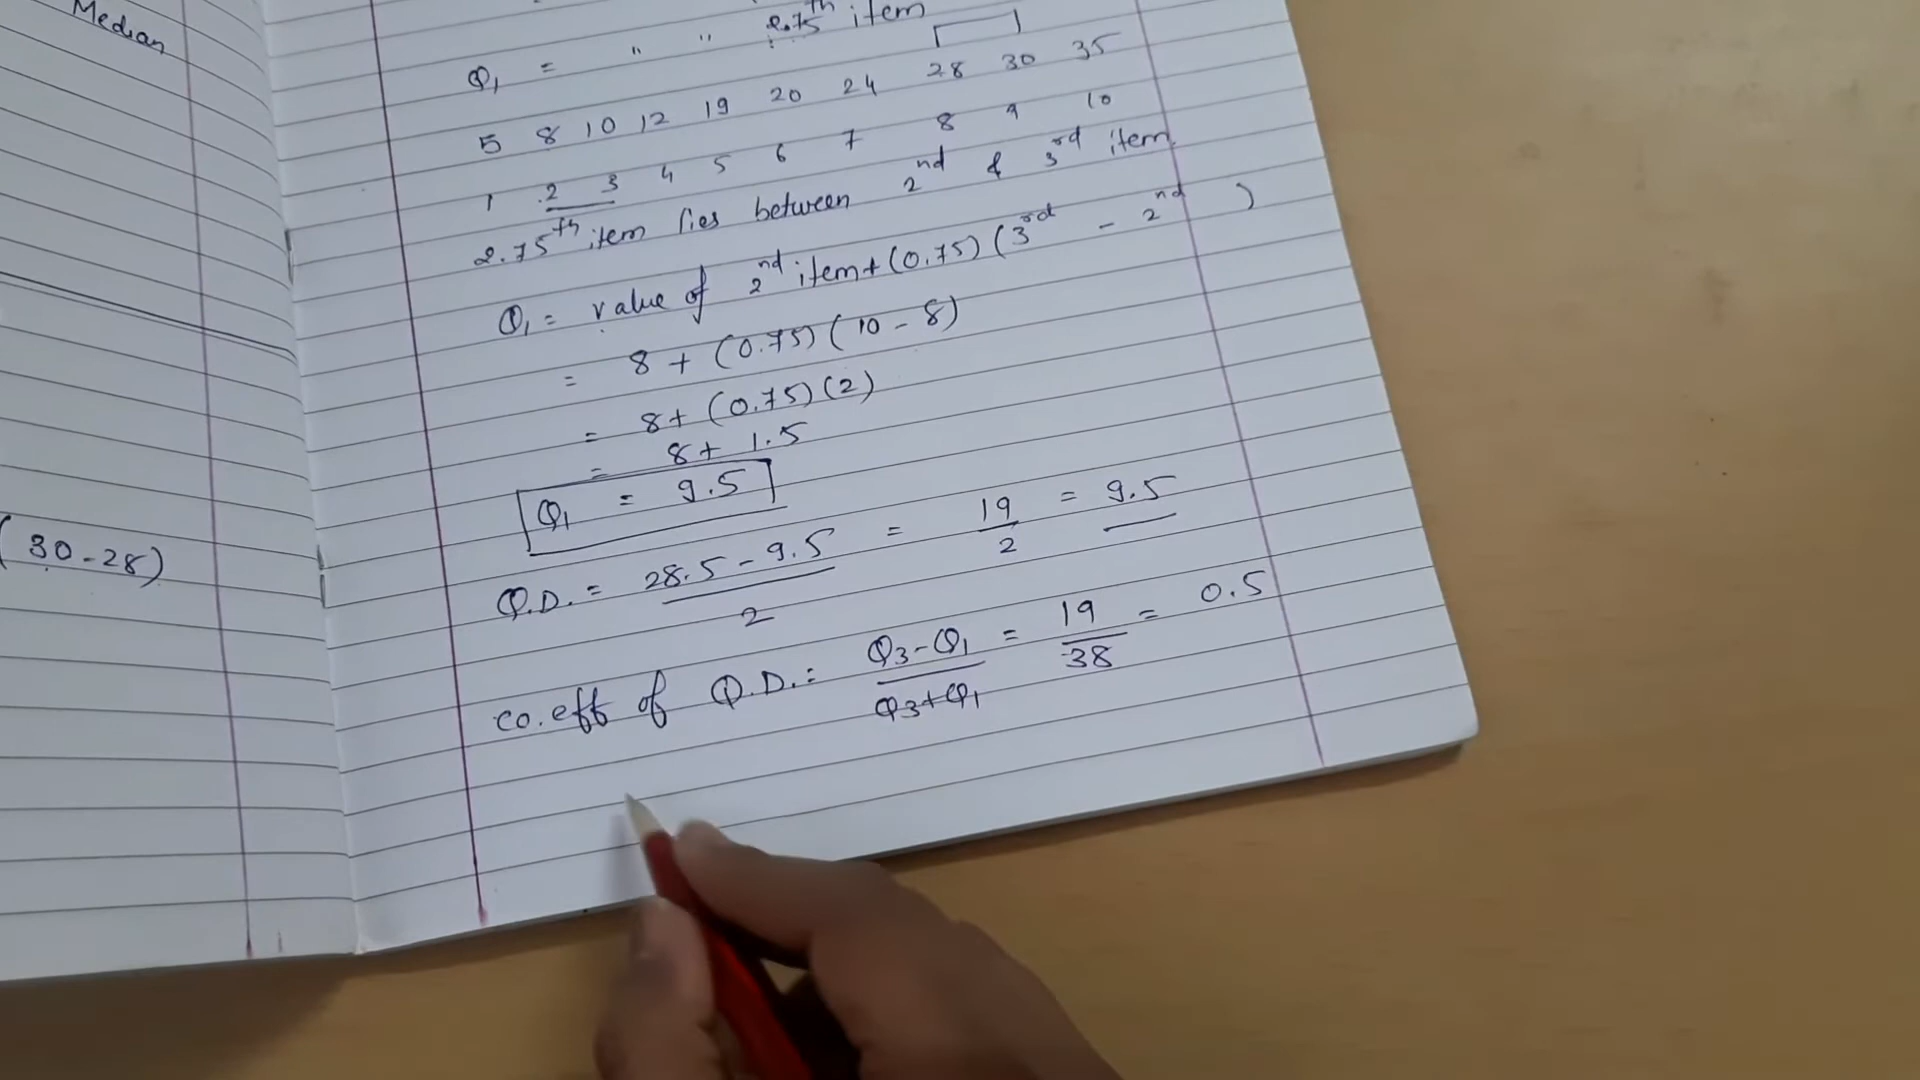 Median
(30-28)
2.75th item
Q1 = " "
5 8 10 12 19 20 24 28 30 35
1 2 3 4 5 6 7 8 9 10
2.75th item lies between 2nd & 3rd item
Q1 = value of 2nd item + (0.75) (3rd - 2nd )
= 8 + (0.75) (10 - 8)
= 8 + (0.75) (2)
= 8 + 1.5
Q1 = 9.5
Q.D. = 28.5 - 9.5 / 2 = 19/2 = 9.5
co.eff of Q.D. = Q3-Q1 / Q3+Q1 = 19/38 = 0.5